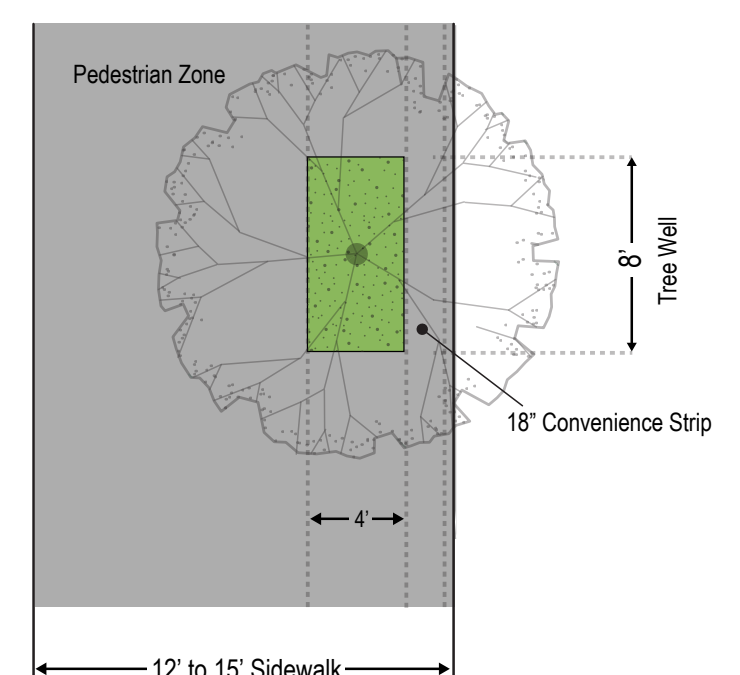 Pedestrian Zone
8’
Tree Well
18” Convenience Strip
4’
12’ to 15’ Sidewalk